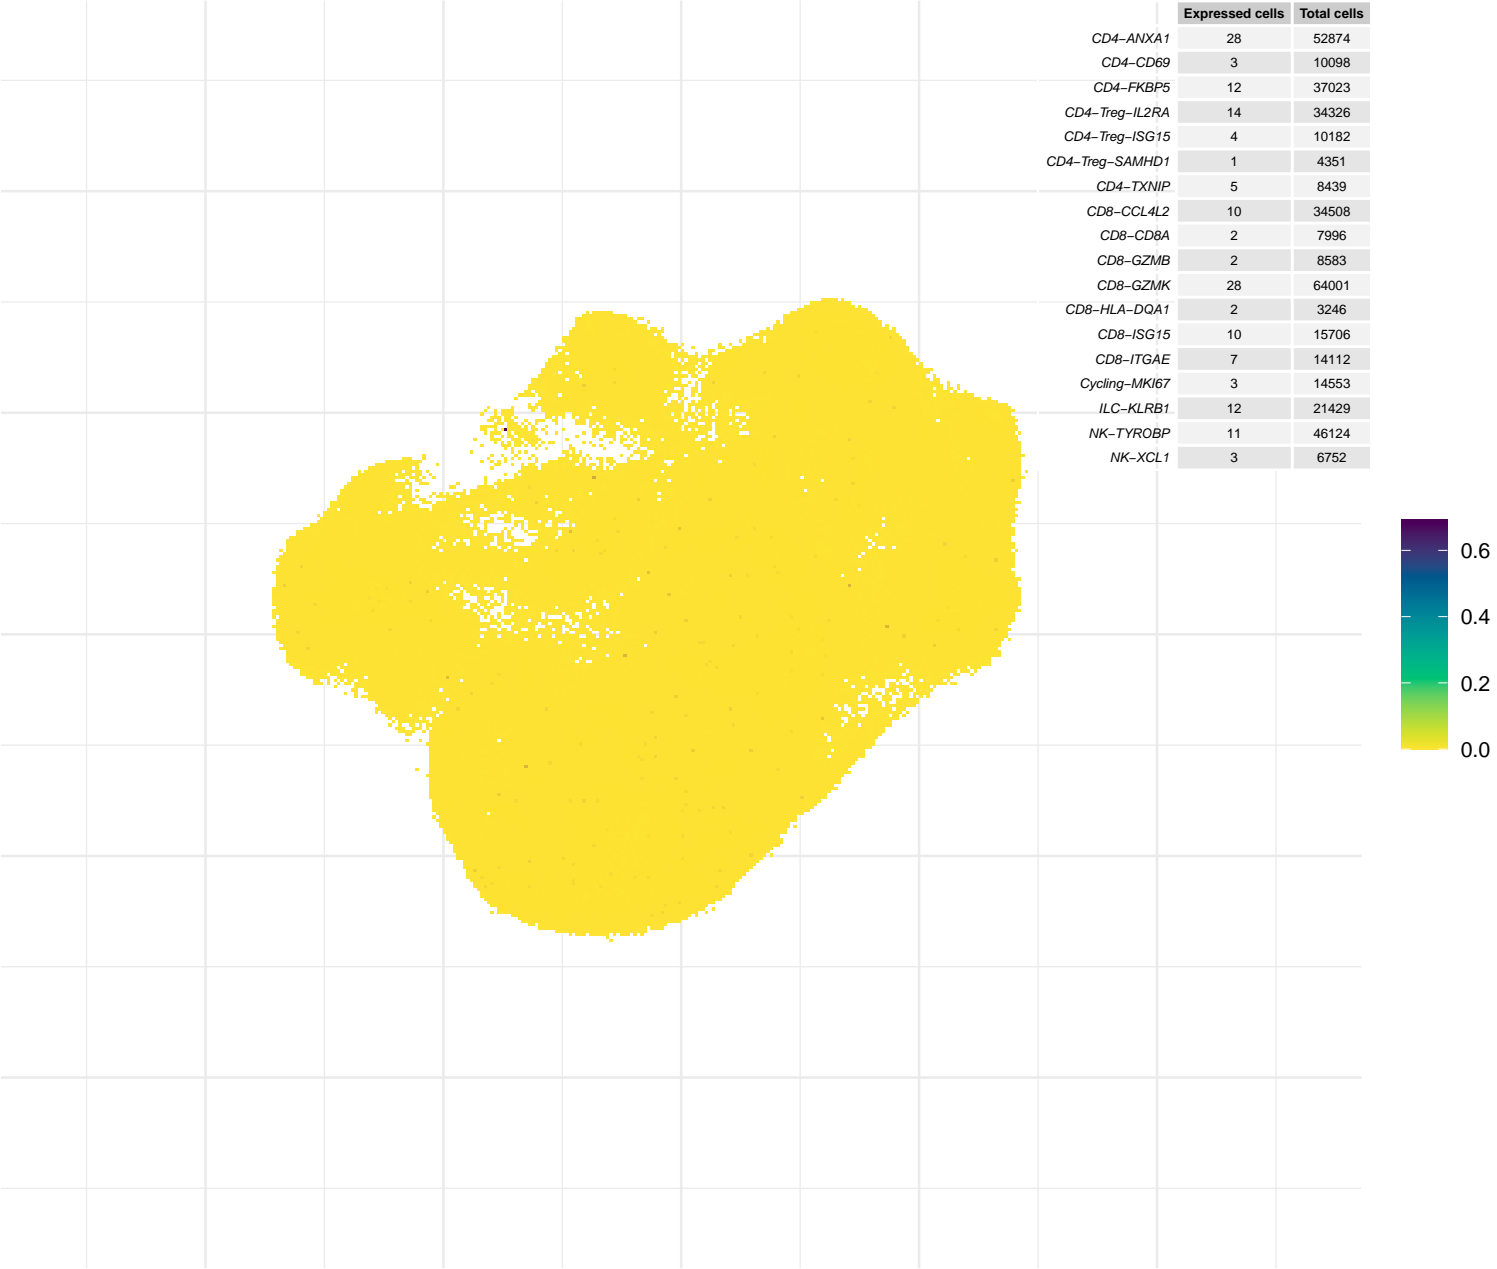 Expressed cells Total cells
CD4−ANXA1 28 52874
CD4−CD69 3 10098
CD4−FKBP5 12 37023
CD4−Treg−IL2RA 14 34326
CD4−Treg−ISG15 4 10182
CD4−Treg−SAMHD1 1 4351
CD4−TXNIP 5 8439
CD8−CCL4L2 10 34508
CD8−CD8A 2 7996
CD8−GZMB 2 8583
CD8−GZMK 28 64001
CD8−HLA−DQA1 2 3246
CD8−ISG15 10 15706
CD8−ITGAE 7 14112
Cycling−MKI67 3 14553
ILC−KLRB1 12 21429
NK−TYROBP 11 46124
NK−XCL1 3 6752
0.6
0.4
0.2
0.0